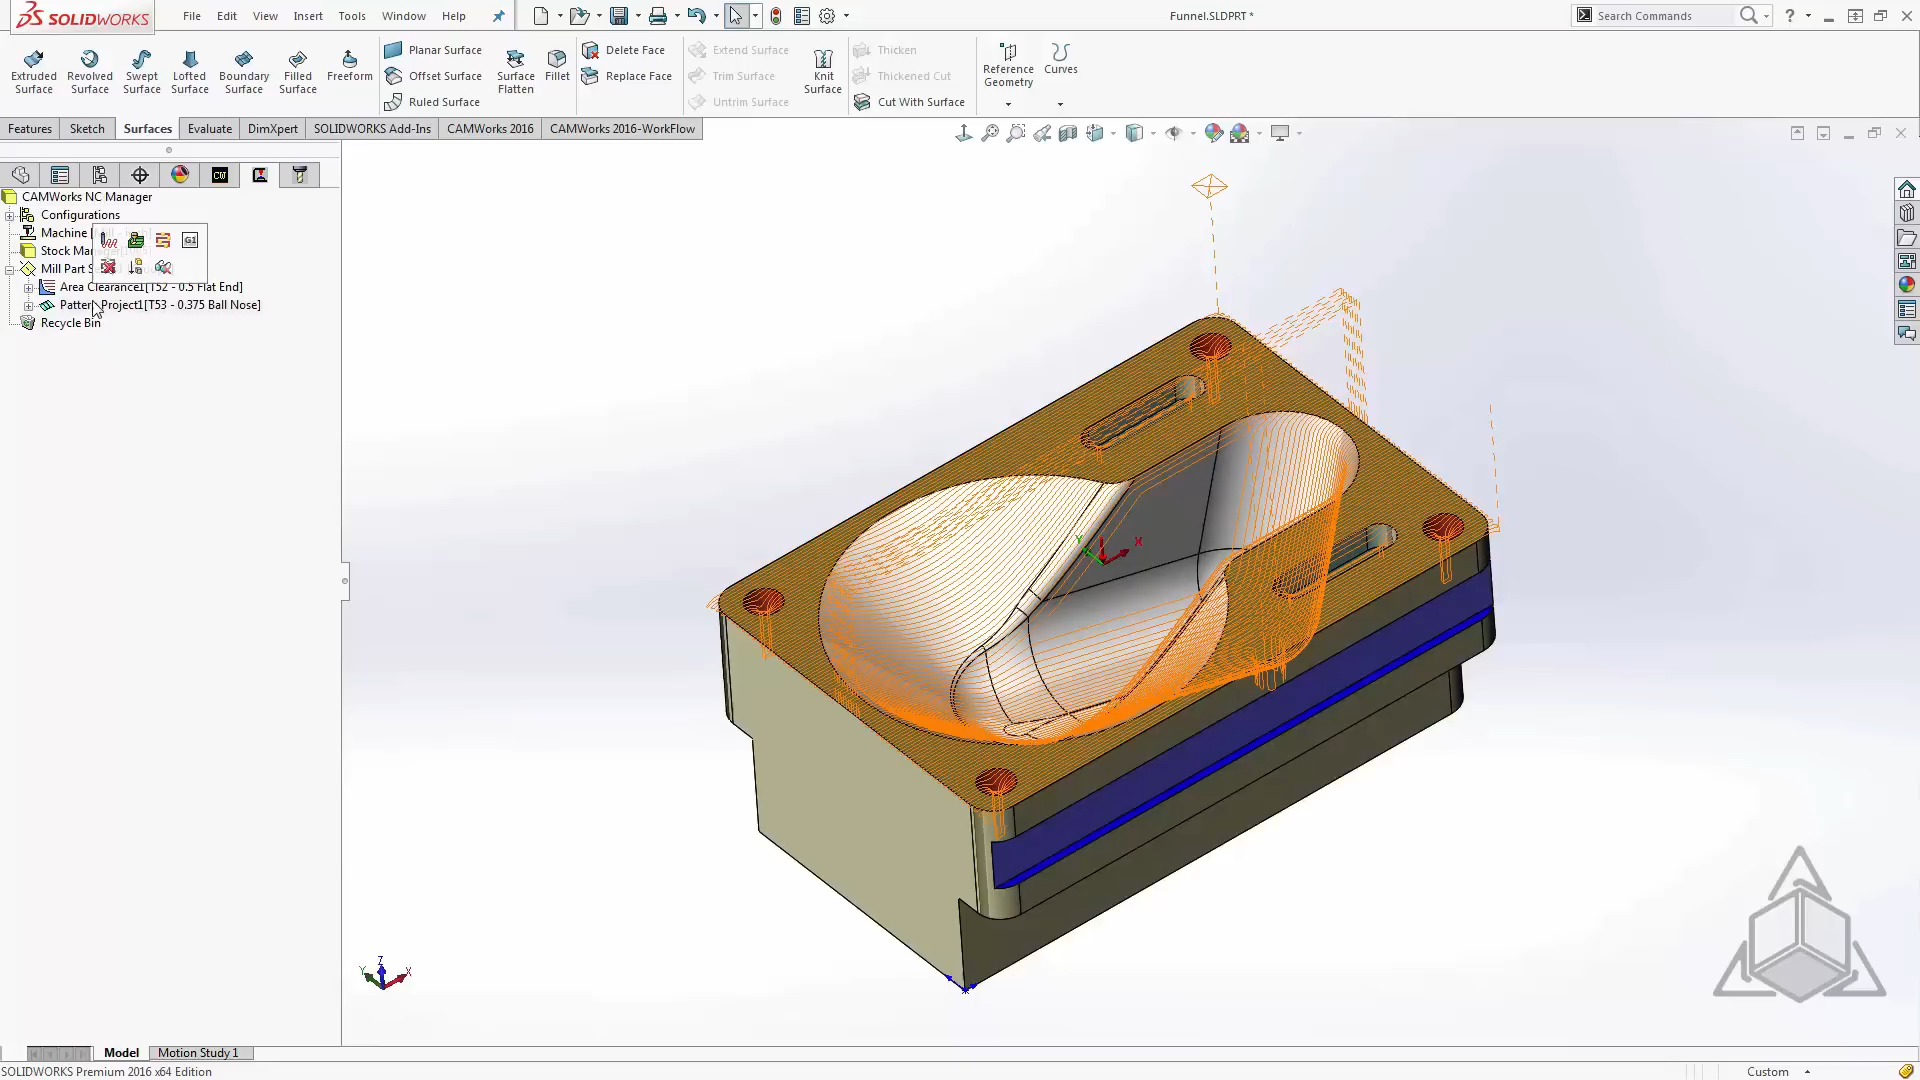 SOLIDWORKS File Edit View Insert Tools Window Help Funnel.SLDPRT * Search Commands ?
Extruded Surface
Revolved Surface
Swept Surface
Lofted Surface
Boundary Surface
Filled Surface
Freeform
Planar Surface
Offset Surface
Ruled Surface
Surface Flatten
Fillet
Delete Face
Replace Face
Extend Surface
Trim Surface
Untrim Surface
Knit Surface
Thicken
Thickened Cut
Cut With Surface
Reference Geometry
Curves
Features Sketch Surfaces Evaluate DimXpert SOLIDWORKS Add-Ins CAMWorks 2016 CAMWorks 2016-WorkFlow
CW
CAMWorks NC Manager
Configurations
Machine
G1
Stock Ma
Mill Part S
Area Clearance1[T52 - 0.5 Flat End]
Pattern Project1[T53 - 0.375 Ball Nose]
Recycle Bin
Y X
Z
Y X
Model Motion Study 1
SOLIDWORKS Premium 2016 x64 Edition Custom